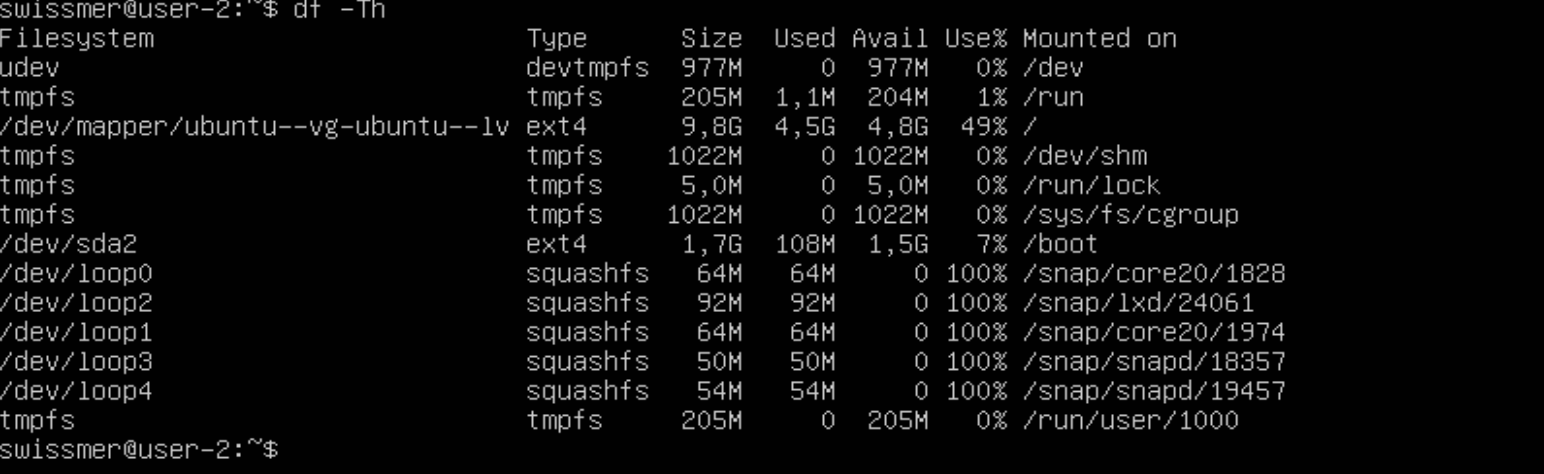 swissmer@user-2:~$ df -Th
Filesystem                        Type      Size  Used Avail Use% Mounted on
udev                              devtmpfs  977M     0  977M   0% /dev
tmpfs                             tmpfs     205M  1,1M  204M   1% /run
/dev/mapper/ubuntu--vg-ubuntu--lv ext4      9,8G  4,5G  4,8G  49% /
tmpfs                             tmpfs    1022M     0 1022M   0% /dev/shm
tmpfs                             tmpfs     5,0M     0  5,0M   0% /run/lock
tmpfs                             tmpfs    1022M     0 1022M   0% /sys/fs/cgroup
/dev/sda2                         ext4      1,7G  108M  1,5G   7% /boot
/dev/loop0                        squashfs   64M   64M     0 100% /snap/core20/1828
/dev/loop2                        squashfs   92M   92M     0 100% /snap/lxd/24061
/dev/loop1                        squashfs   64M   64M     0 100% /snap/core20/1974
/dev/loop3                        squashfs   50M   50M     0 100% /snap/snapd/18357
/dev/loop4                        squashfs   54M   54M     0 100% /snap/snapd/19457
tmpfs                             tmpfs     205M     0  205M   0% /run/user/1000
swissmer@user-2:~$